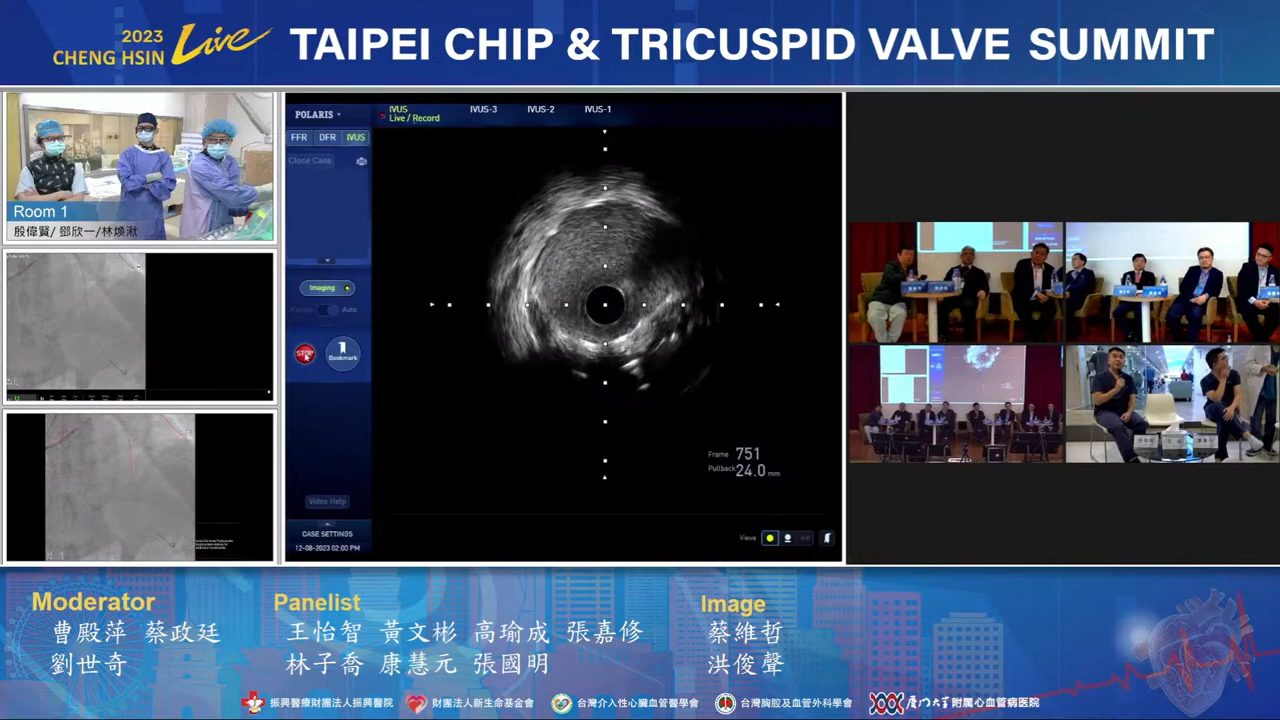 2023
CHENG HSIN Live
TAIPEI CHIP & TRICUSPID VALVE SUMMIT
Room 1
殷偉賢/ 鄧欣一/林煥湫
POLARIS
IVUS
Live / Record
IVUS-3
IVUS-2
IVUS-1
FFR
DFR
IVUS
Close Case
Imaging
Auto
STOP
Bookmark
Frame 751
Pullback 24.0 mm
Video Help
CASE SETTINGS
12-08-2023 02:00 PM
Views
Moderator
曹殿萍 蔡政廷
劉世奇
Panelist
王怡智 黃文彬 高瑜成 張嘉修
林子喬 康慧元 張國明
Image
蔡維哲
洪俊聲
振興醫療財團法人振興醫院
財團法人新生命基金會
台灣介入性心臟血管醫學會
台灣胸腔及血管外科學會
厦门大学附属心血管病医院